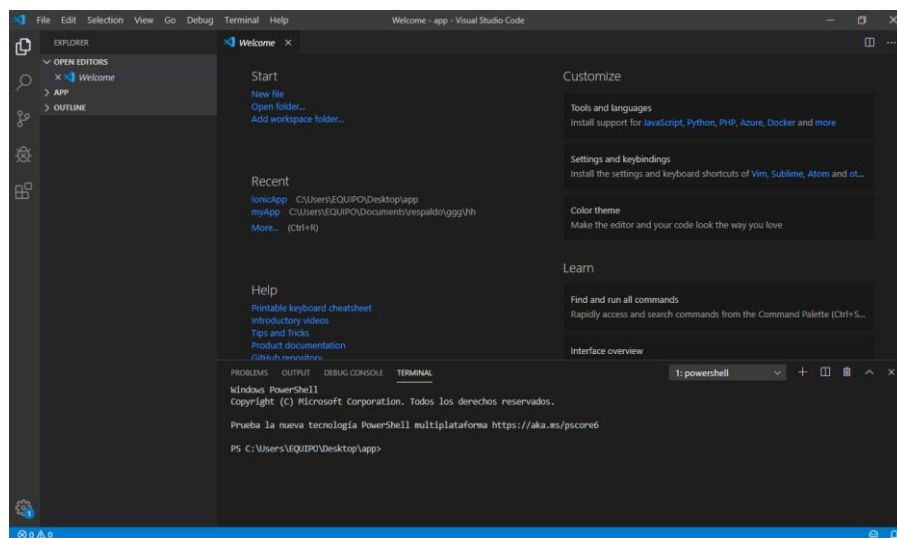 File Edit Selection View Go Debug Terminal Help
Welcome - app - Visual Studio Code
EXPLORER
OPEN EDITORS
Welcome
APP
OUTLINE
Welcome
Start
New file
Open folder...
Add workspace folder...
Recent
IonicApp C:\Users\EQUIPO\Desktop\app
myApp C:\Users\EQUIPO\Documents\respaldo\ggg\hh
More... (Ctrl+R)
Help
Printable keyboard cheatsheet
Introductory videos
Tips and Tricks
Product documentation
GitHub repository
Customize
Tools and languages
Install support for JavaScript, Python, PHP, Azure, Docker and more
Settings and keybindings
Install the settings and keyboard shortcuts of Vim, Sublime, Atom and ot...
Color theme
Make the editor and your code look the way you love
Learn
Find and run all commands
Rapidly access and search commands from the Command Palette (Ctrl+S...
Interface overview
PROBLEMS OUTPUT DEBUG CONSOLE TERMINAL
1: powershell
Windows PowerShell
Copyright (C) Microsoft Corporation. Todos los derechos reservados.
Prueba la nueva tecnología PowerShell multiplataforma https://aka.ms/pscore6
PS C:\Users\EQUIPO\Desktop\app>
1
0 0